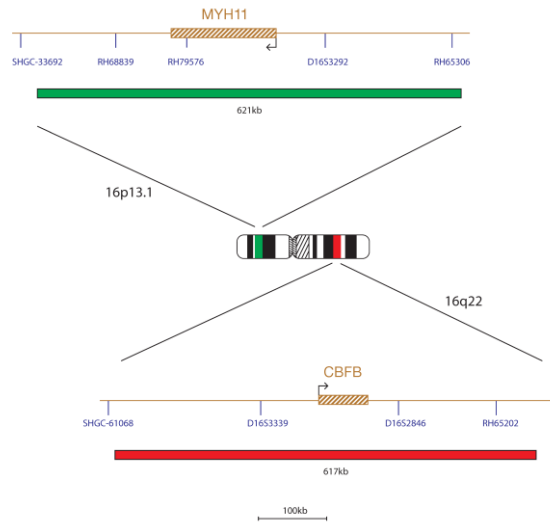 MYH11
SHGC-33692 RH68839 RH79576 D16S3292 RH65306
621kb
16p13.1
16q22
CBFB
SHGC-61068 D16S3339 D16S2846 RH65202
617kb
100kb